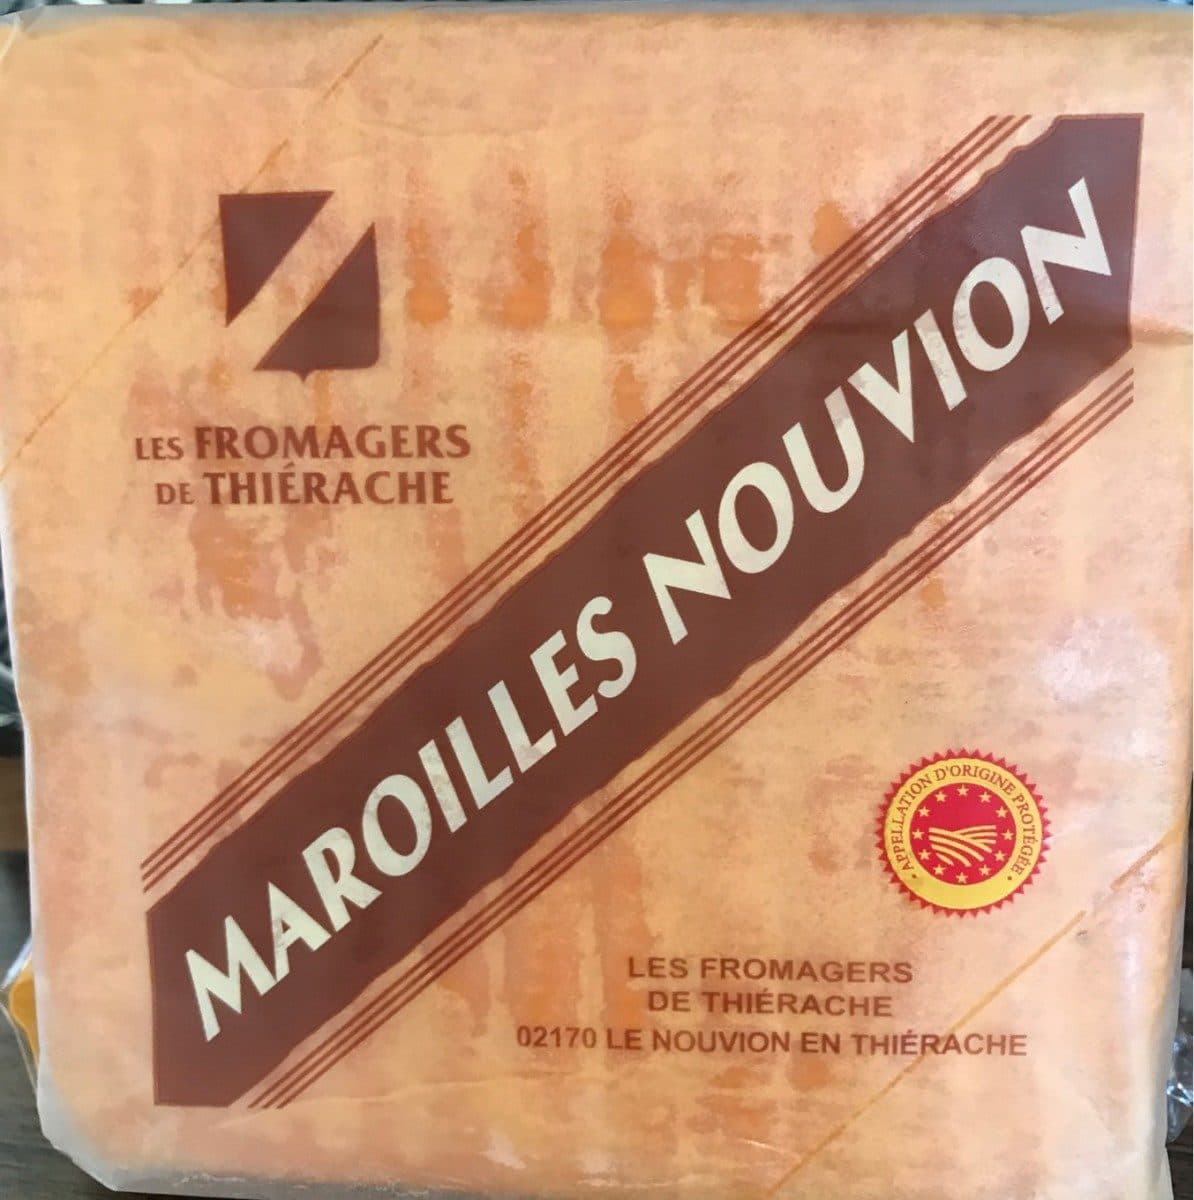 LES FROMAGERS
DE THIÉRACHE
MAROILLES NOUVION
APPELLATION D'ORIGINE PROTÉGÉE
LES FROMAGERS
DE THIÉRACHE
02170 LE NOUVION EN THIÉRACHE